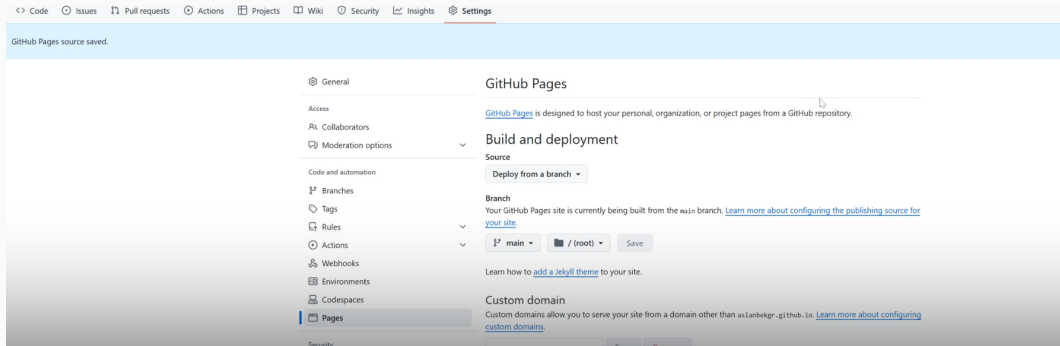 Code Issues Pull requests Actions Projects Wiki Security Insights Settings
GitHub Pages source saved.
General
Access
Collaborators
Moderation options
Code and automation
Branches
Tags
Rules
Actions
Webhooks
Environments
Codespaces
Pages
Security
GitHub Pages
GitHub Pages is designed to host your personal, organization, or project pages from a GitHub repository.
Build and deployment
Source
Deploy from a branch
Branch
Your GitHub Pages site is currently being built from the main branch. Learn more about configuring the publishing source for
your site.
main / (root) Save
Learn how to add a Jekyll theme to your site.
Custom domain
Custom domains allow you to serve your site from a domain other than aslanbekgr.github.io. Learn more about configuring
custom domains.